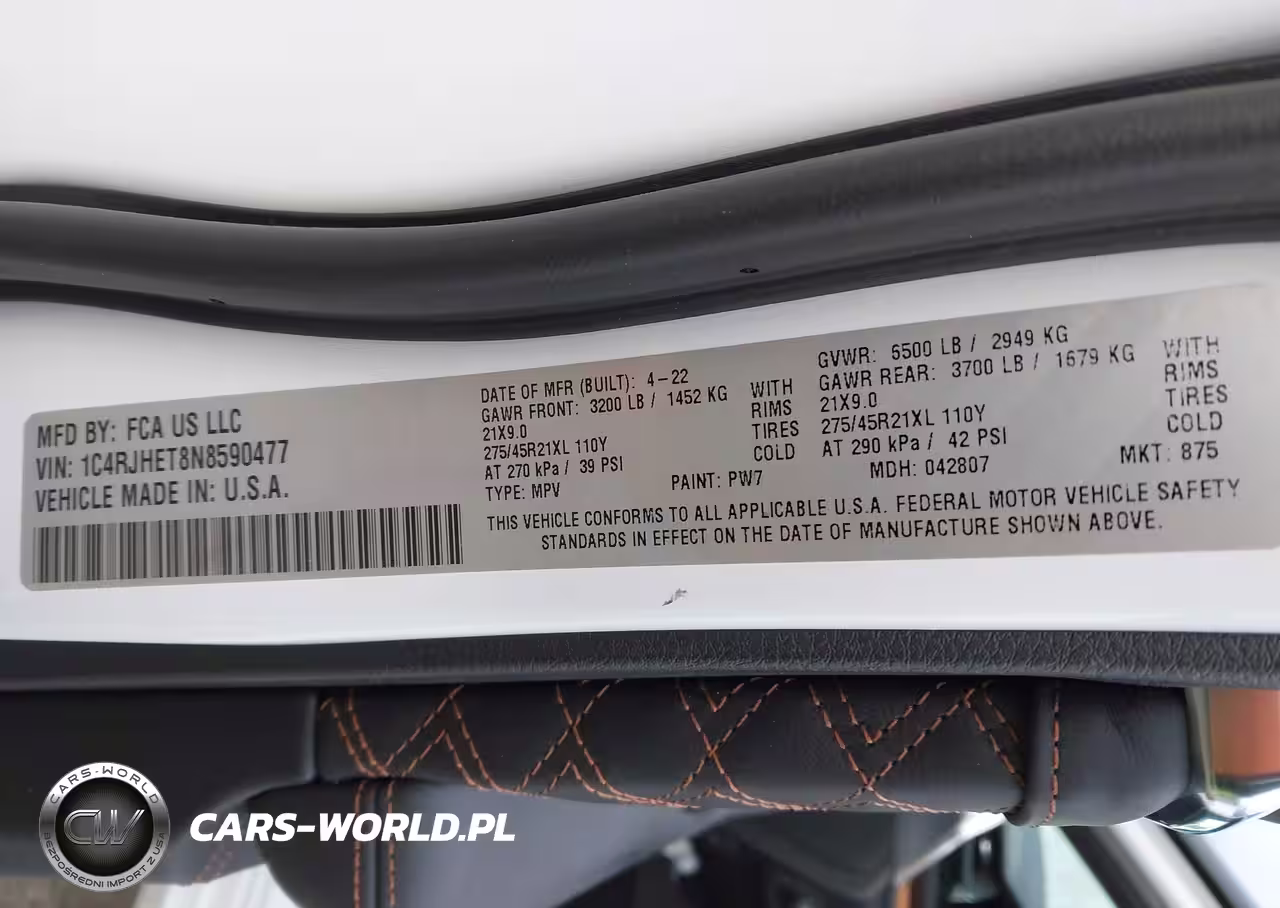 MFD BY: FCA US LLC
VIN: 1C4RJHET8N8590477
VEHICLE MADE IN: U.S.A.
DATE OF MFR (BUILT): 4-22
GAWR FRONT: 3200 LB / 1452 KG WITH
21X9.0 RIMS
275/45R21XL 110Y TIRES
AT 270 kPa / 39 PSI COLD
TYPE: MPV
PAINT: PW7
GVWR: 6500 LB / 2949 KG
GAWR REAR: 3700 LB / 1679 KG WITH
21X9.0 RIMS
275/45R21XL 110Y TIRES
AT 290 kPa / 42 PSI COLD
MDH: 042807
MKT: 875
THIS VEHICLE CONFORMS TO ALL APPLICABLE U.S.A. FEDERAL MOTOR VEHICLE SAFETY
STANDARDS IN EFFECT ON THE DATE OF MANUFACTURE SHOWN ABOVE.
CARS-WORLD
CW
BEZPOŚREDNI IMPORT Z USA
CARS-WORLD.PL